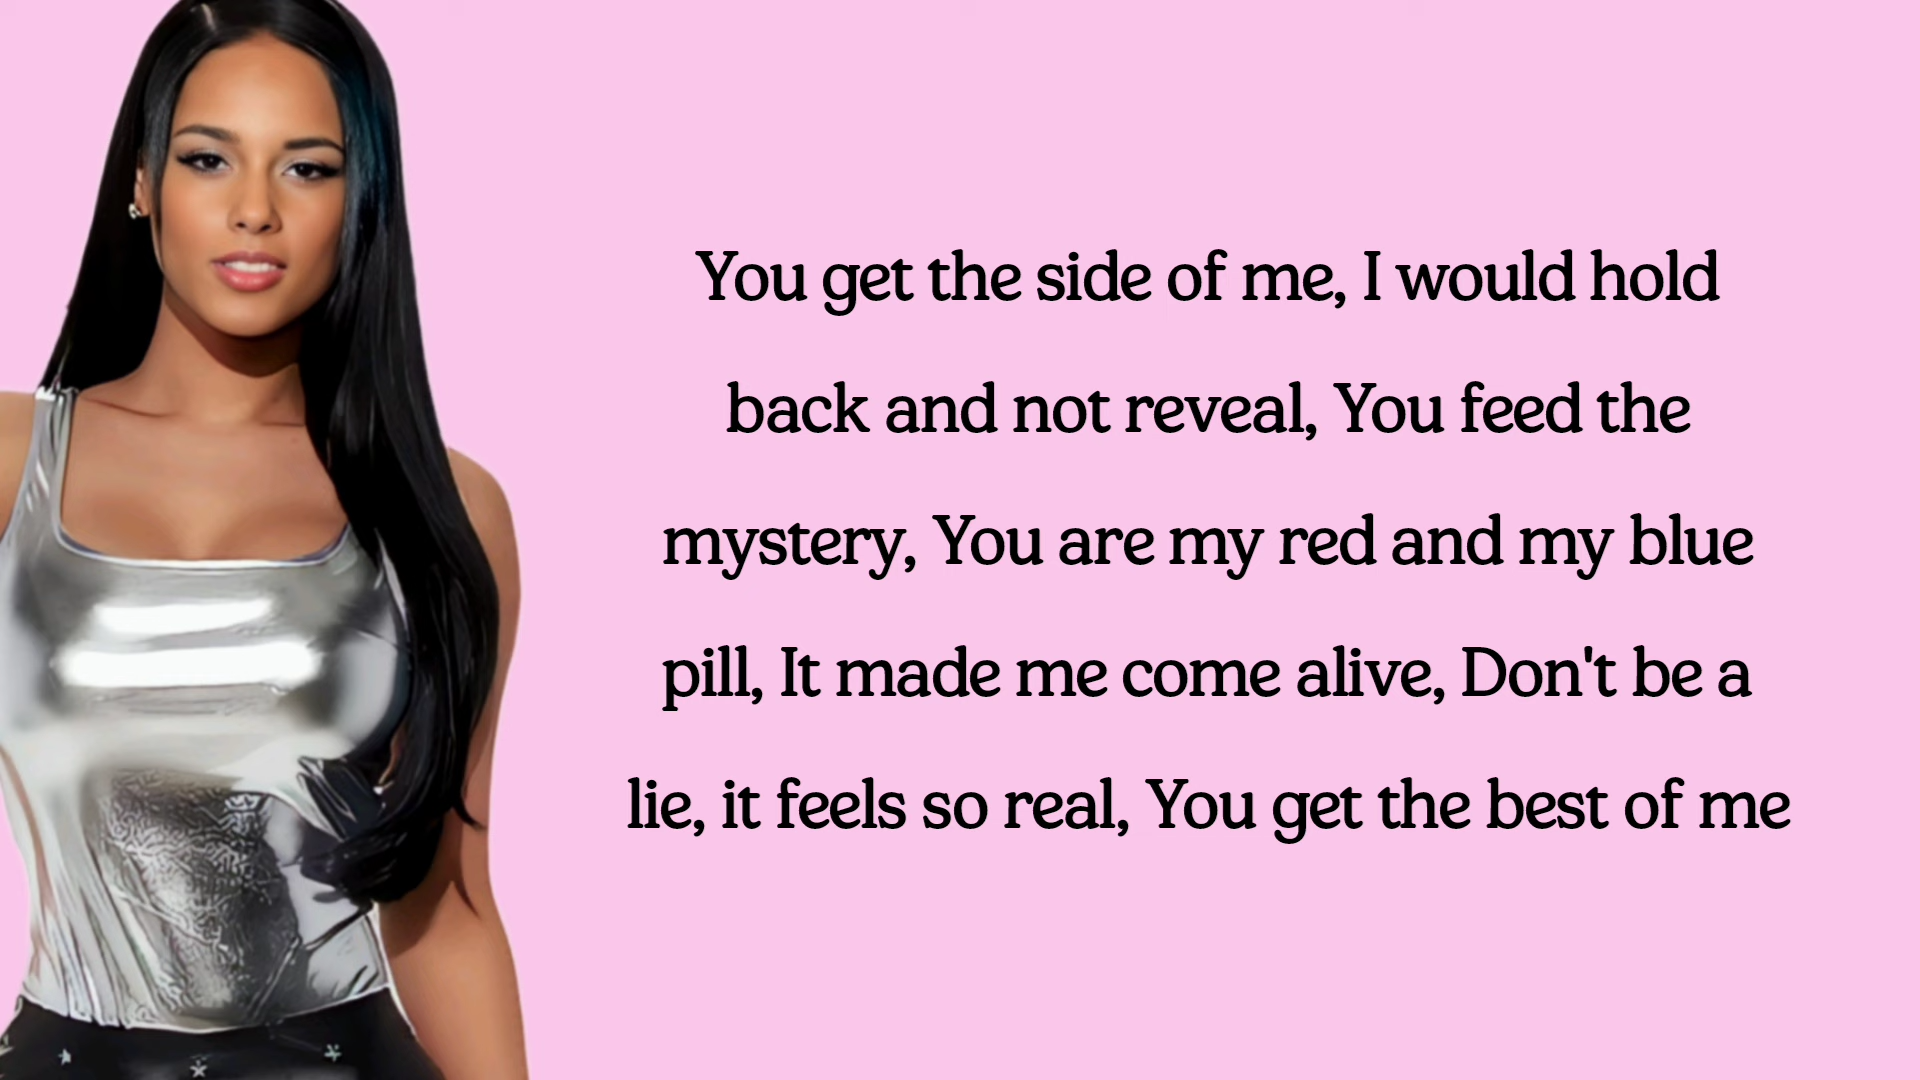 You get the side of me, I would hold
back and not reveal, You feed the
mystery, You are my red and my blue
pill, It made me come alive, Don't be a
lie, it feels so real, You get the best of me